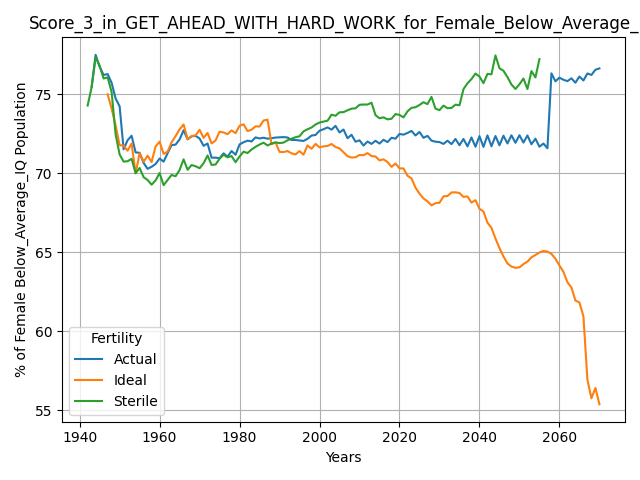 Score_3_in_GET_AHEAD_WITH_HARD_WORK_for_Female_Below_Average_
% of Female Below_Average_IQ Population
75
70
65
60
55
Fertility
Actual
Ideal
Sterile
1940 1960 1980 2000 2020 2040 2060
Years